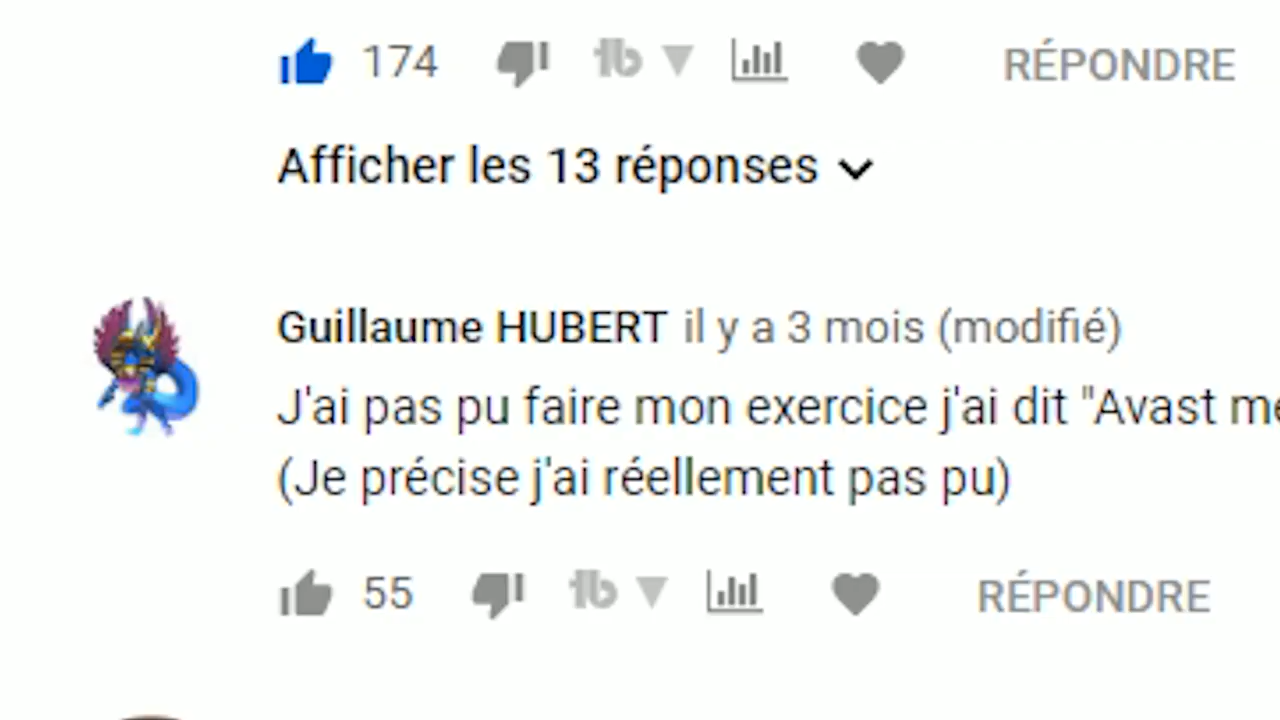 174 RÉPONDRE
Afficher les 13 réponses
Guillaume HUBERT il y a 3 mois (modifié)
J'ai pas pu faire mon exercice j'ai dit "Avast
(Je précise j'ai réellement pas pu)
55 RÉPONDRE